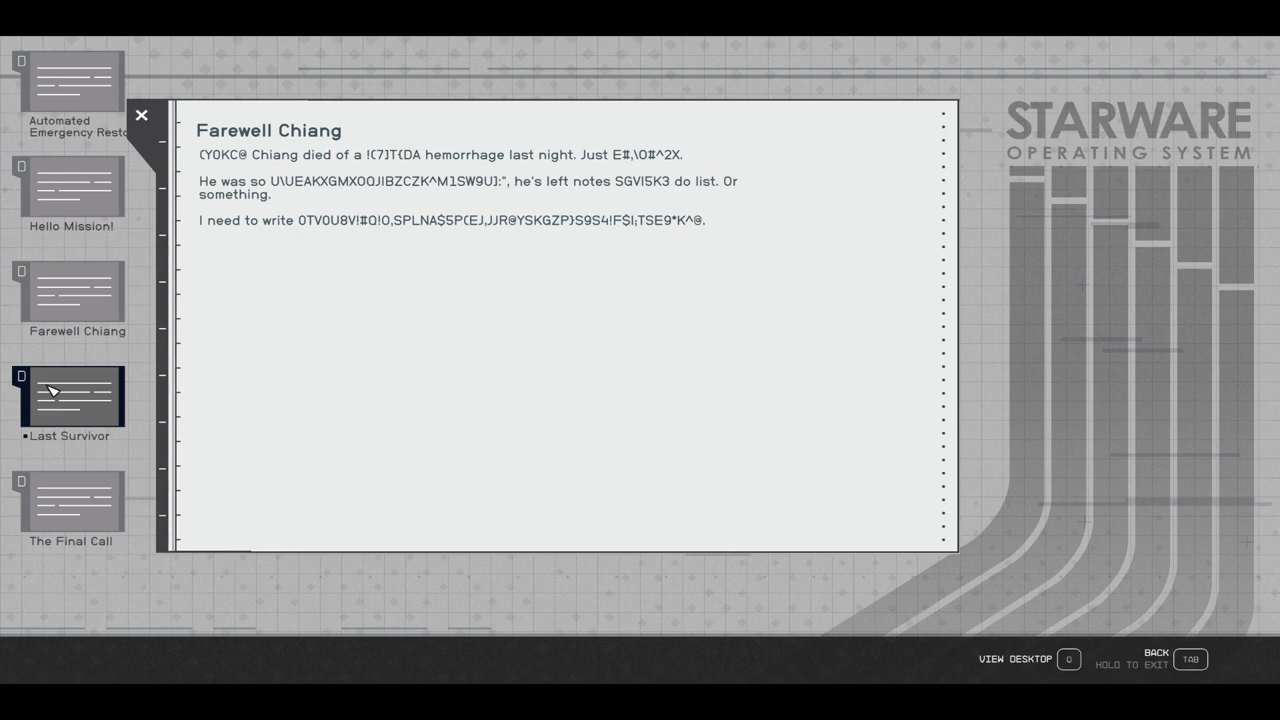 Automated
Emergency Resto
Hello Mission!
Farewell Chiang
Last Survivor
The Final Call
Farewell Chiang
(Y0KC@ Chiang died of a !(7]T{DA hemorrhage last night. Just E#,\O#^2X.
He was so U\UEAKXGMXOQJIBZCZK^M1SW9U]:", he's left notes SGVI5K3 do list. Or
something.
I need to write 0TV0U8V!#Q!O,SPLNA$5P(EJ,JJR@YSKGZP}S9S4!F$I;TSE9*K^@.
STARWARE
OPERATING SYSTEM
VIEW DESKTOP Q
BACK
HOLD TO EXIT TAB